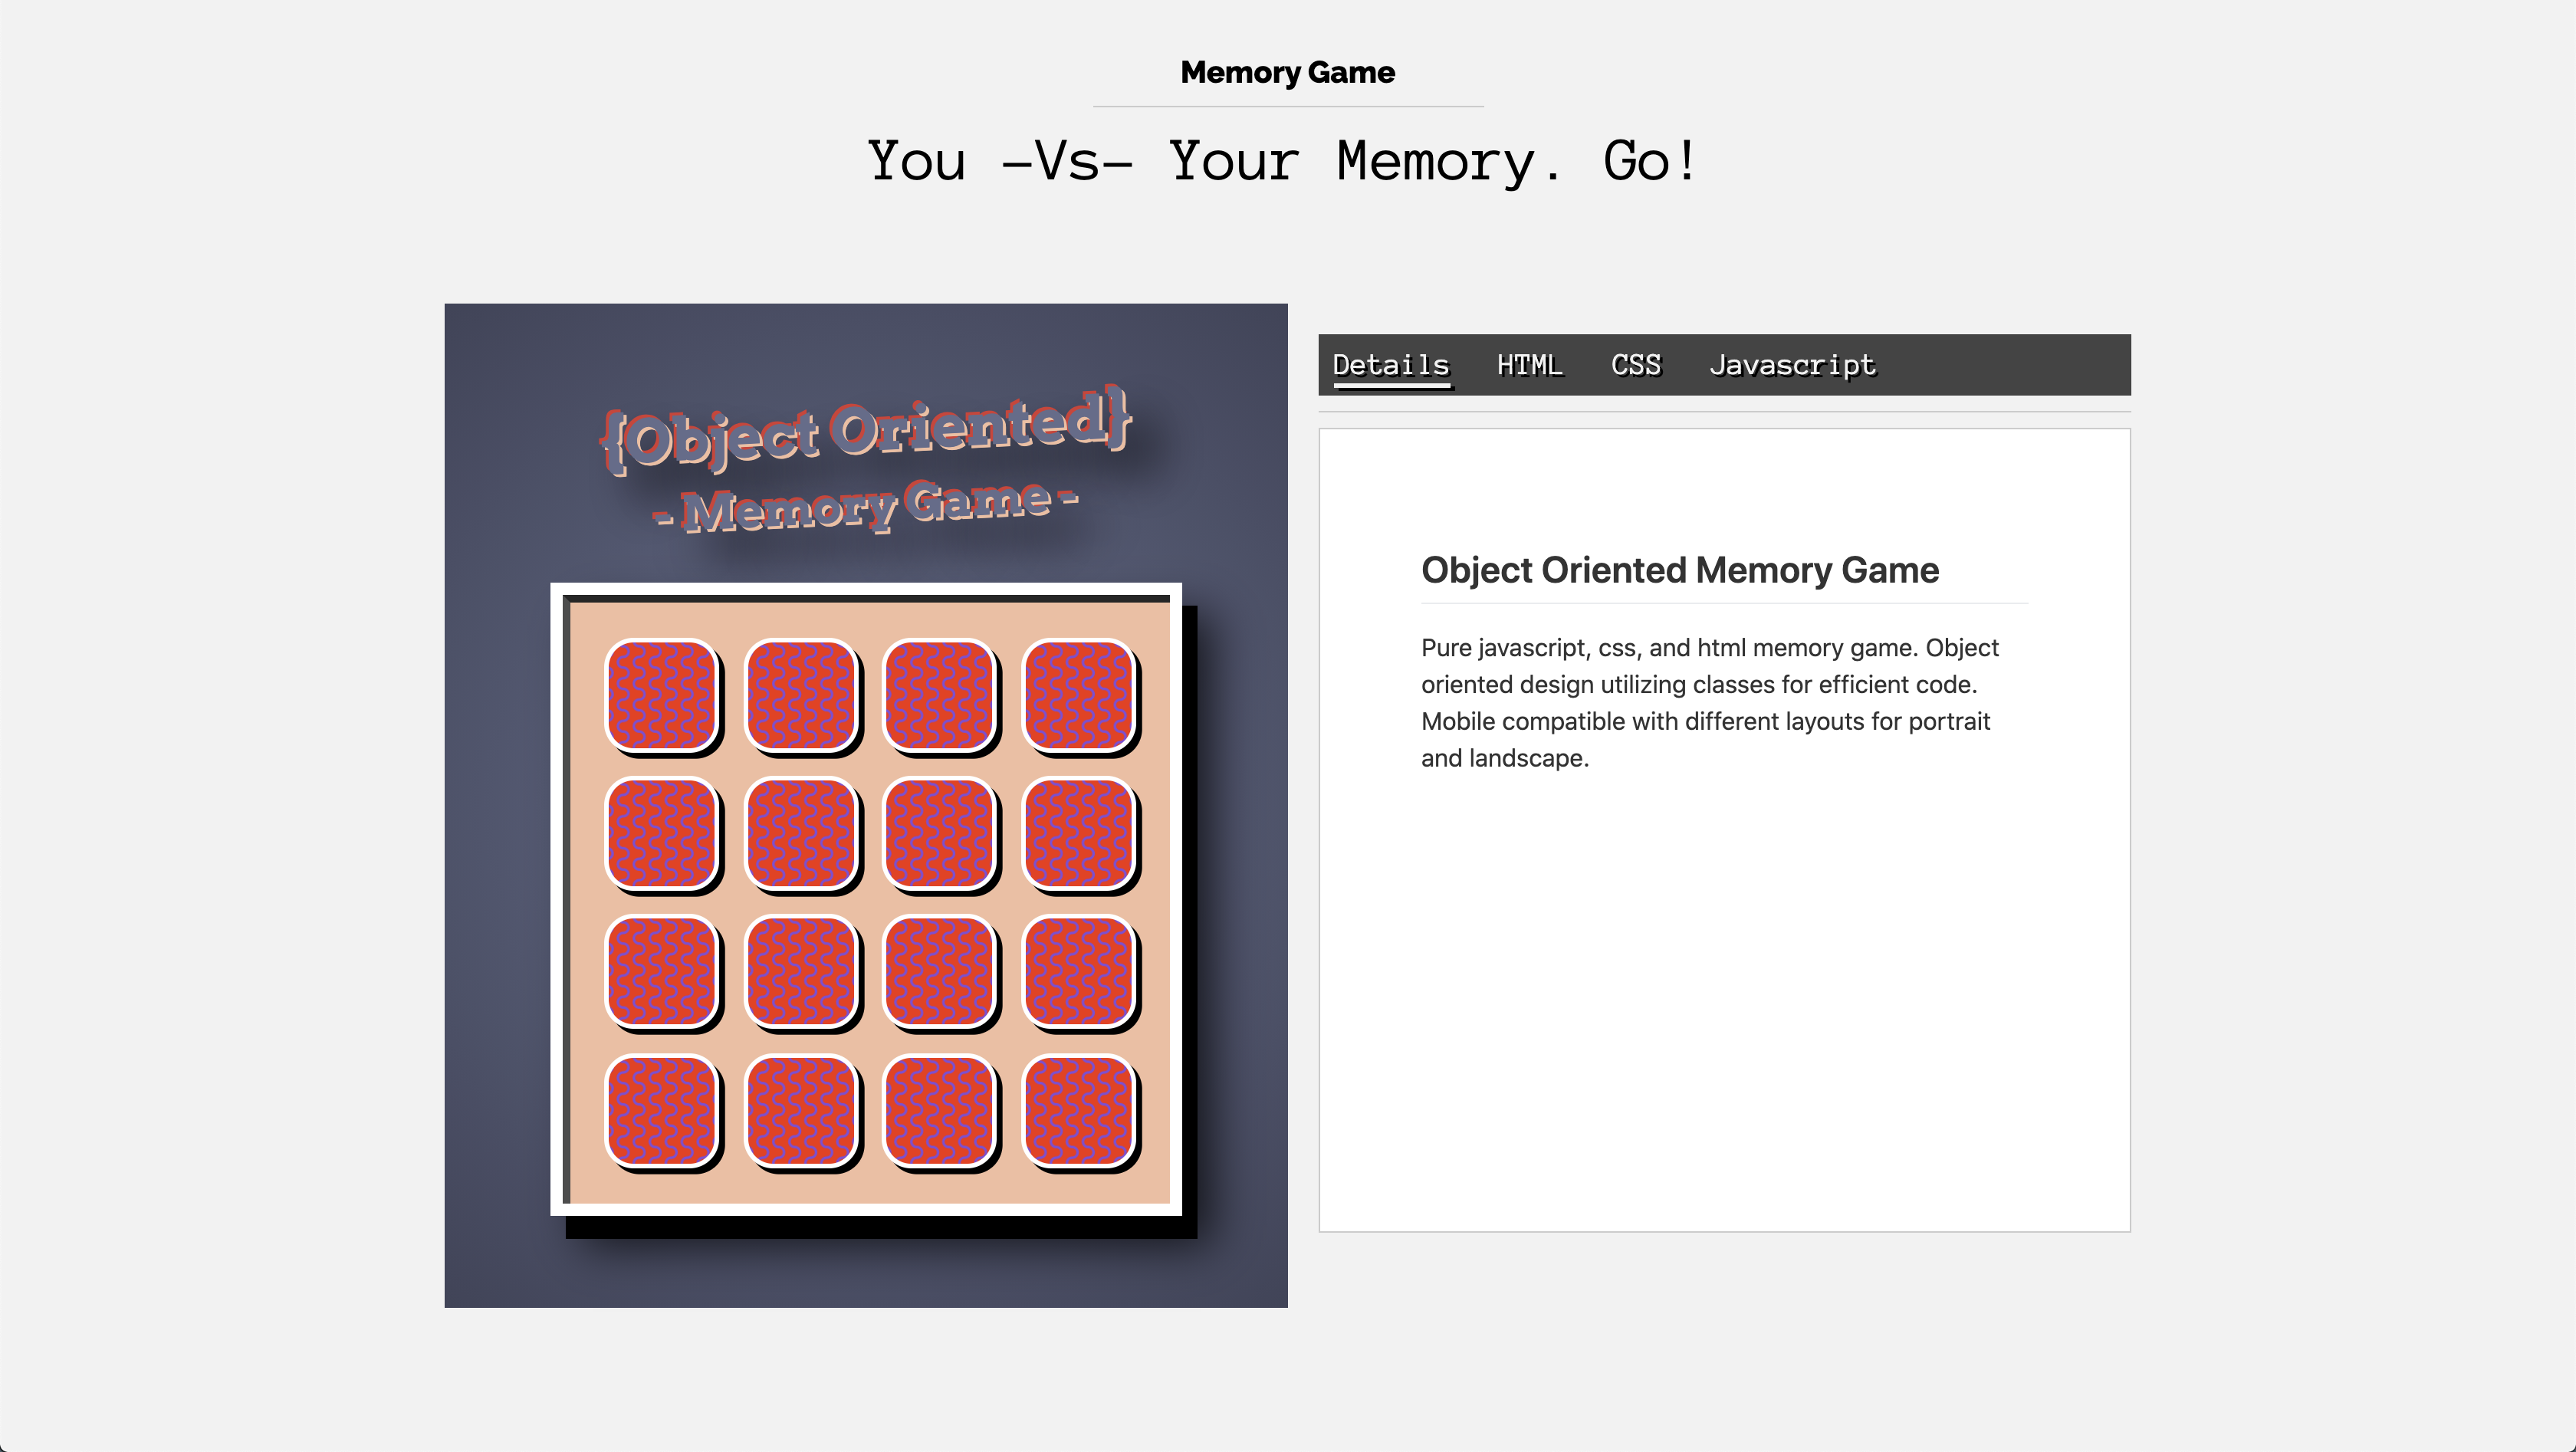 Memory Game
You -Vs- Your Memory. Go!
{Object Oriented}
- Memory Game -
Details HTML CSS Javascript
Object Oriented Memory Game
Pure javascript, css, and html memory game. Object
oriented design utilizing classes for efficient code.
Mobile compatible with different layouts for portrait
and landscape.